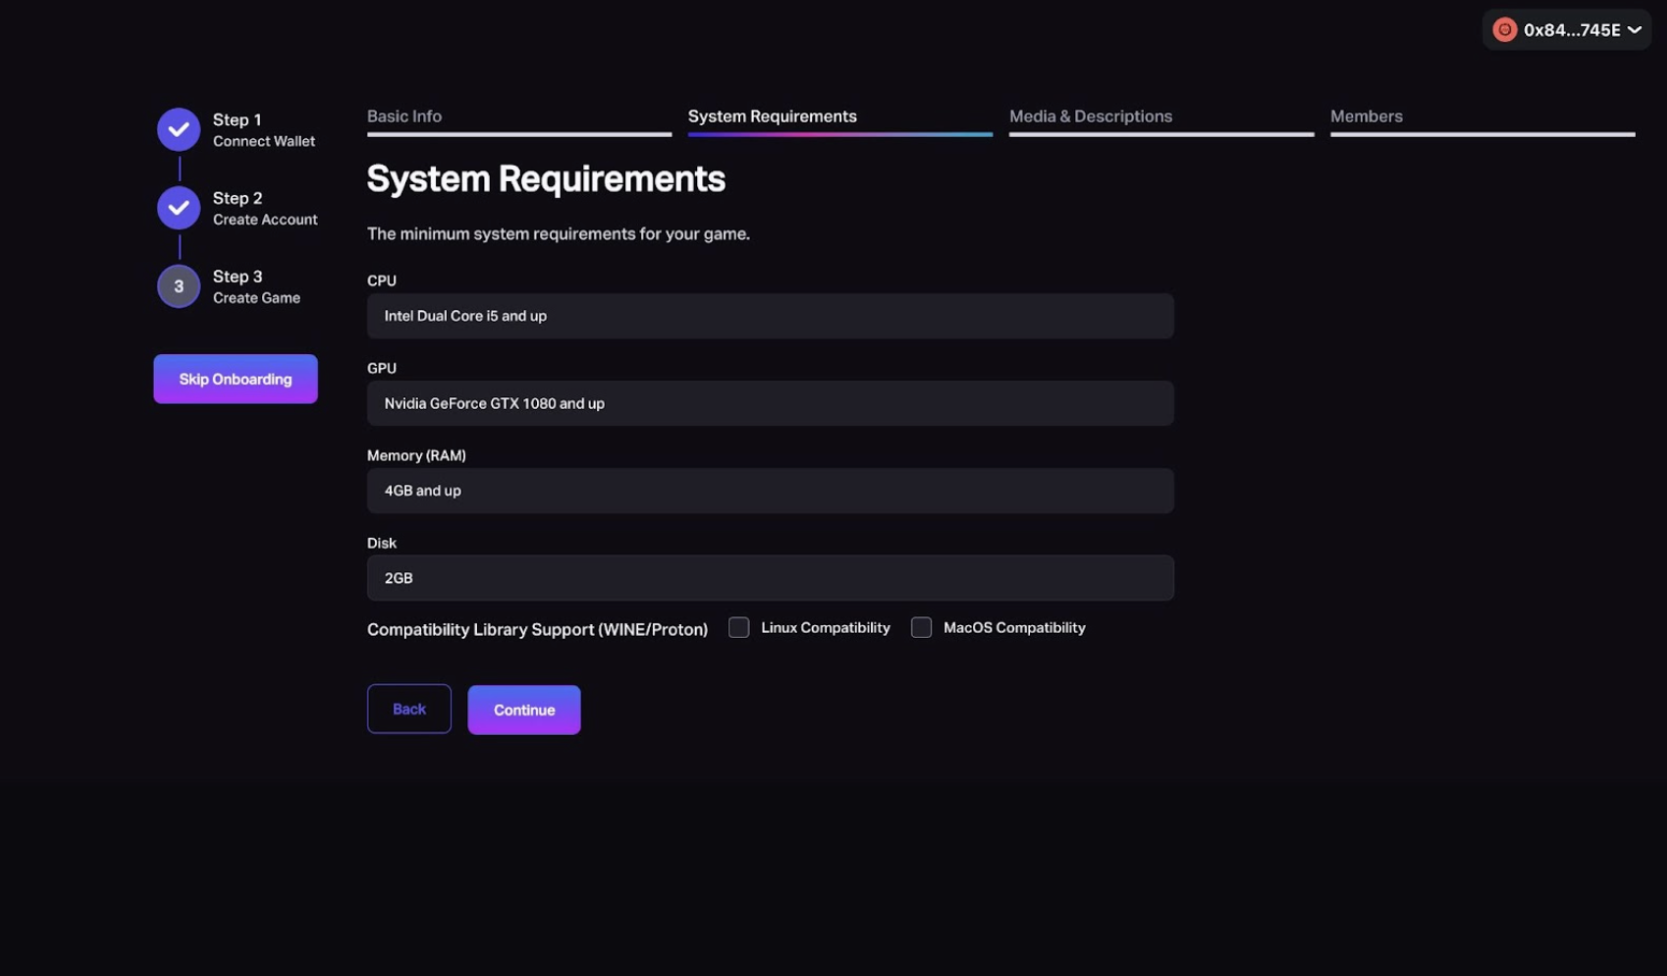 0x84...745E
Step 1
Connect Wallet
Step 2
Create Account
3
Step 3
Create Game
Skip Onboarding
Basic Info
System Requirements
Media & Descriptions
Members
System Requirements
The minimum system requirements for your game.
CPU
Intel Dual Core i5 and up
GPU
Nvidia GeForce GTX 1080 and up
Memory (RAM)
4GB and up
Disk
2GB
Compatibility Library Support (WINE/Proton)
Linux Compatibility
MacOS Compatibility
Back
Continue